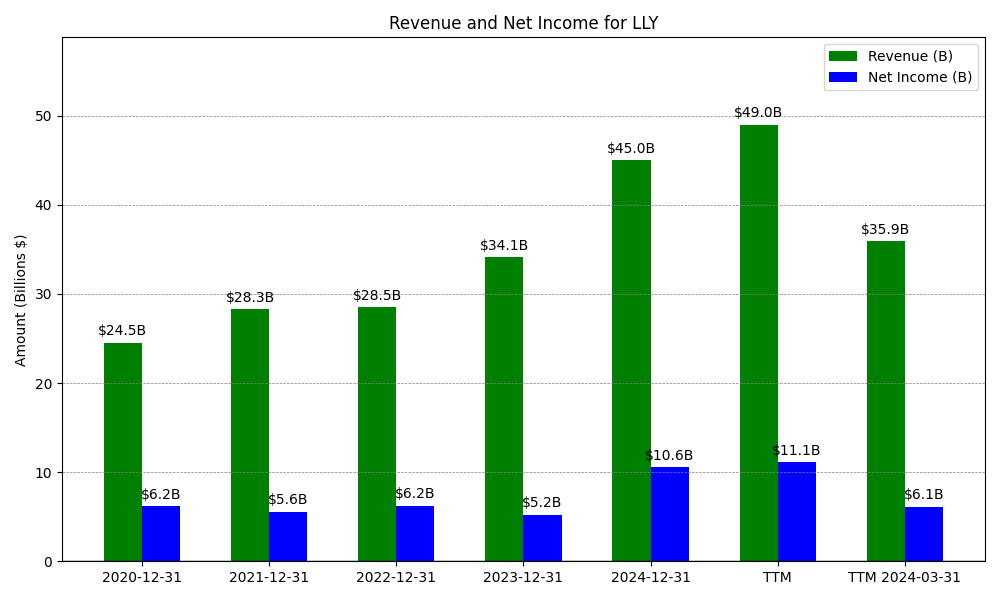 Revenue and Net Income for LLY
Revenue (B)
Net Income (B)
Amount (Billions $)
50
40
30
20
10
0
$24.5B
$6.2B
$28.3B
$5.6B
$28.5B
$6.2B
$34.1B
$5.2B
$45.0B
$10.6B
$49.0B
$11.1B
$35.9B
$6.1B
2020-12-31
2021-12-31
2022-12-31
2023-12-31
2024-12-31
TTM
TTM 2024-03-31